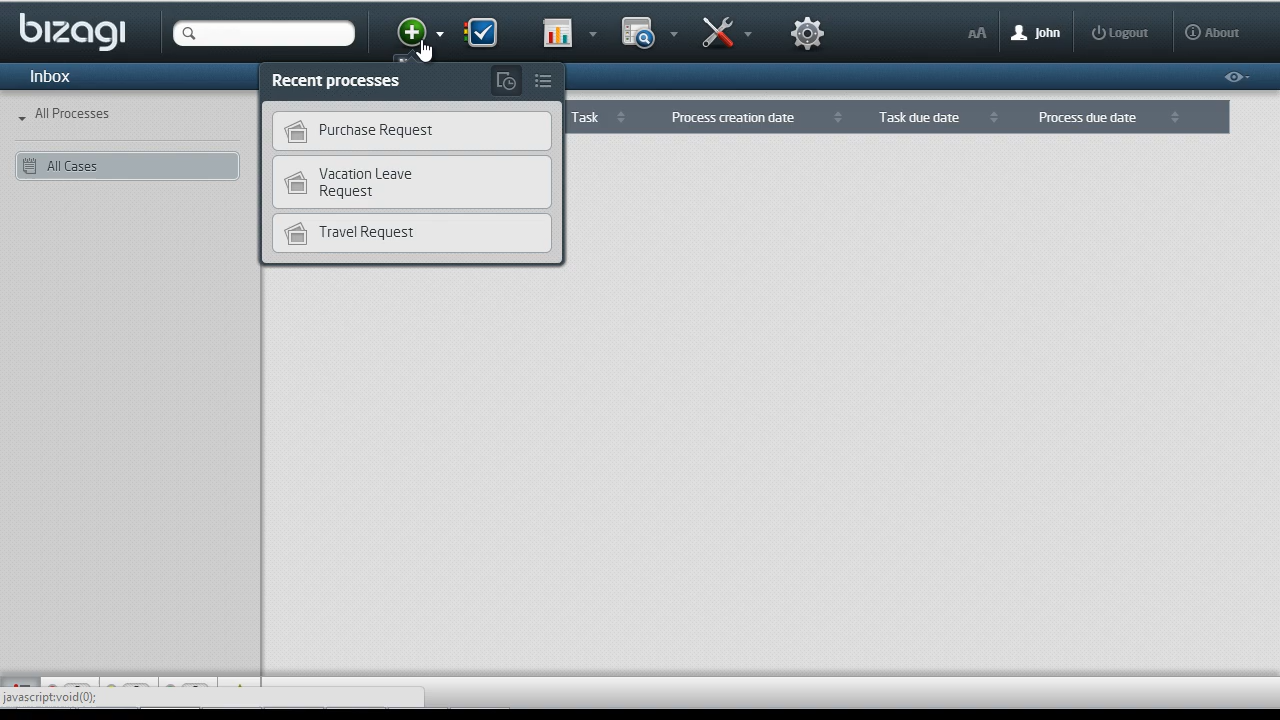 bizagi
AA
John
Logout
About
Inbox
Recent processes
All Processes
All Cases
Purchase Request
Vacation Leave
Request
Travel Request
Task
Process creation date
Task due date
Process due date
javascript:void(0);